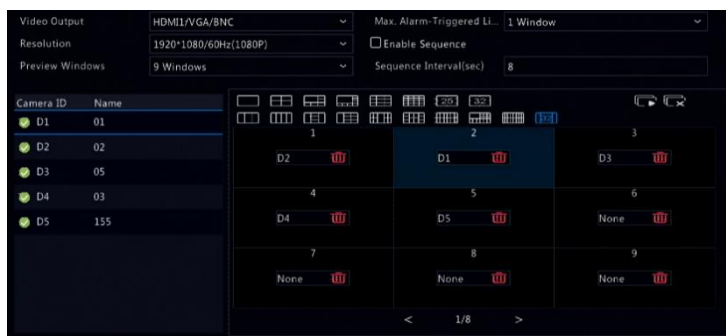 Video Output HDMI1/VGA/BNC Max. Alarm-Triggered Li... 1 Window
Resolution 1920*1080/60Hz(1080P) Enable Sequence
Preview Windows 9 Windows Sequence Interval(sec) 8
Camera ID Name
D1 01
D2 02
D3 05
D4 03
D5 155
25 32
1 2 3
D2 D1 D3
4 5 6
D4 D5 None
7 8 9
None None None
< 1/8 >